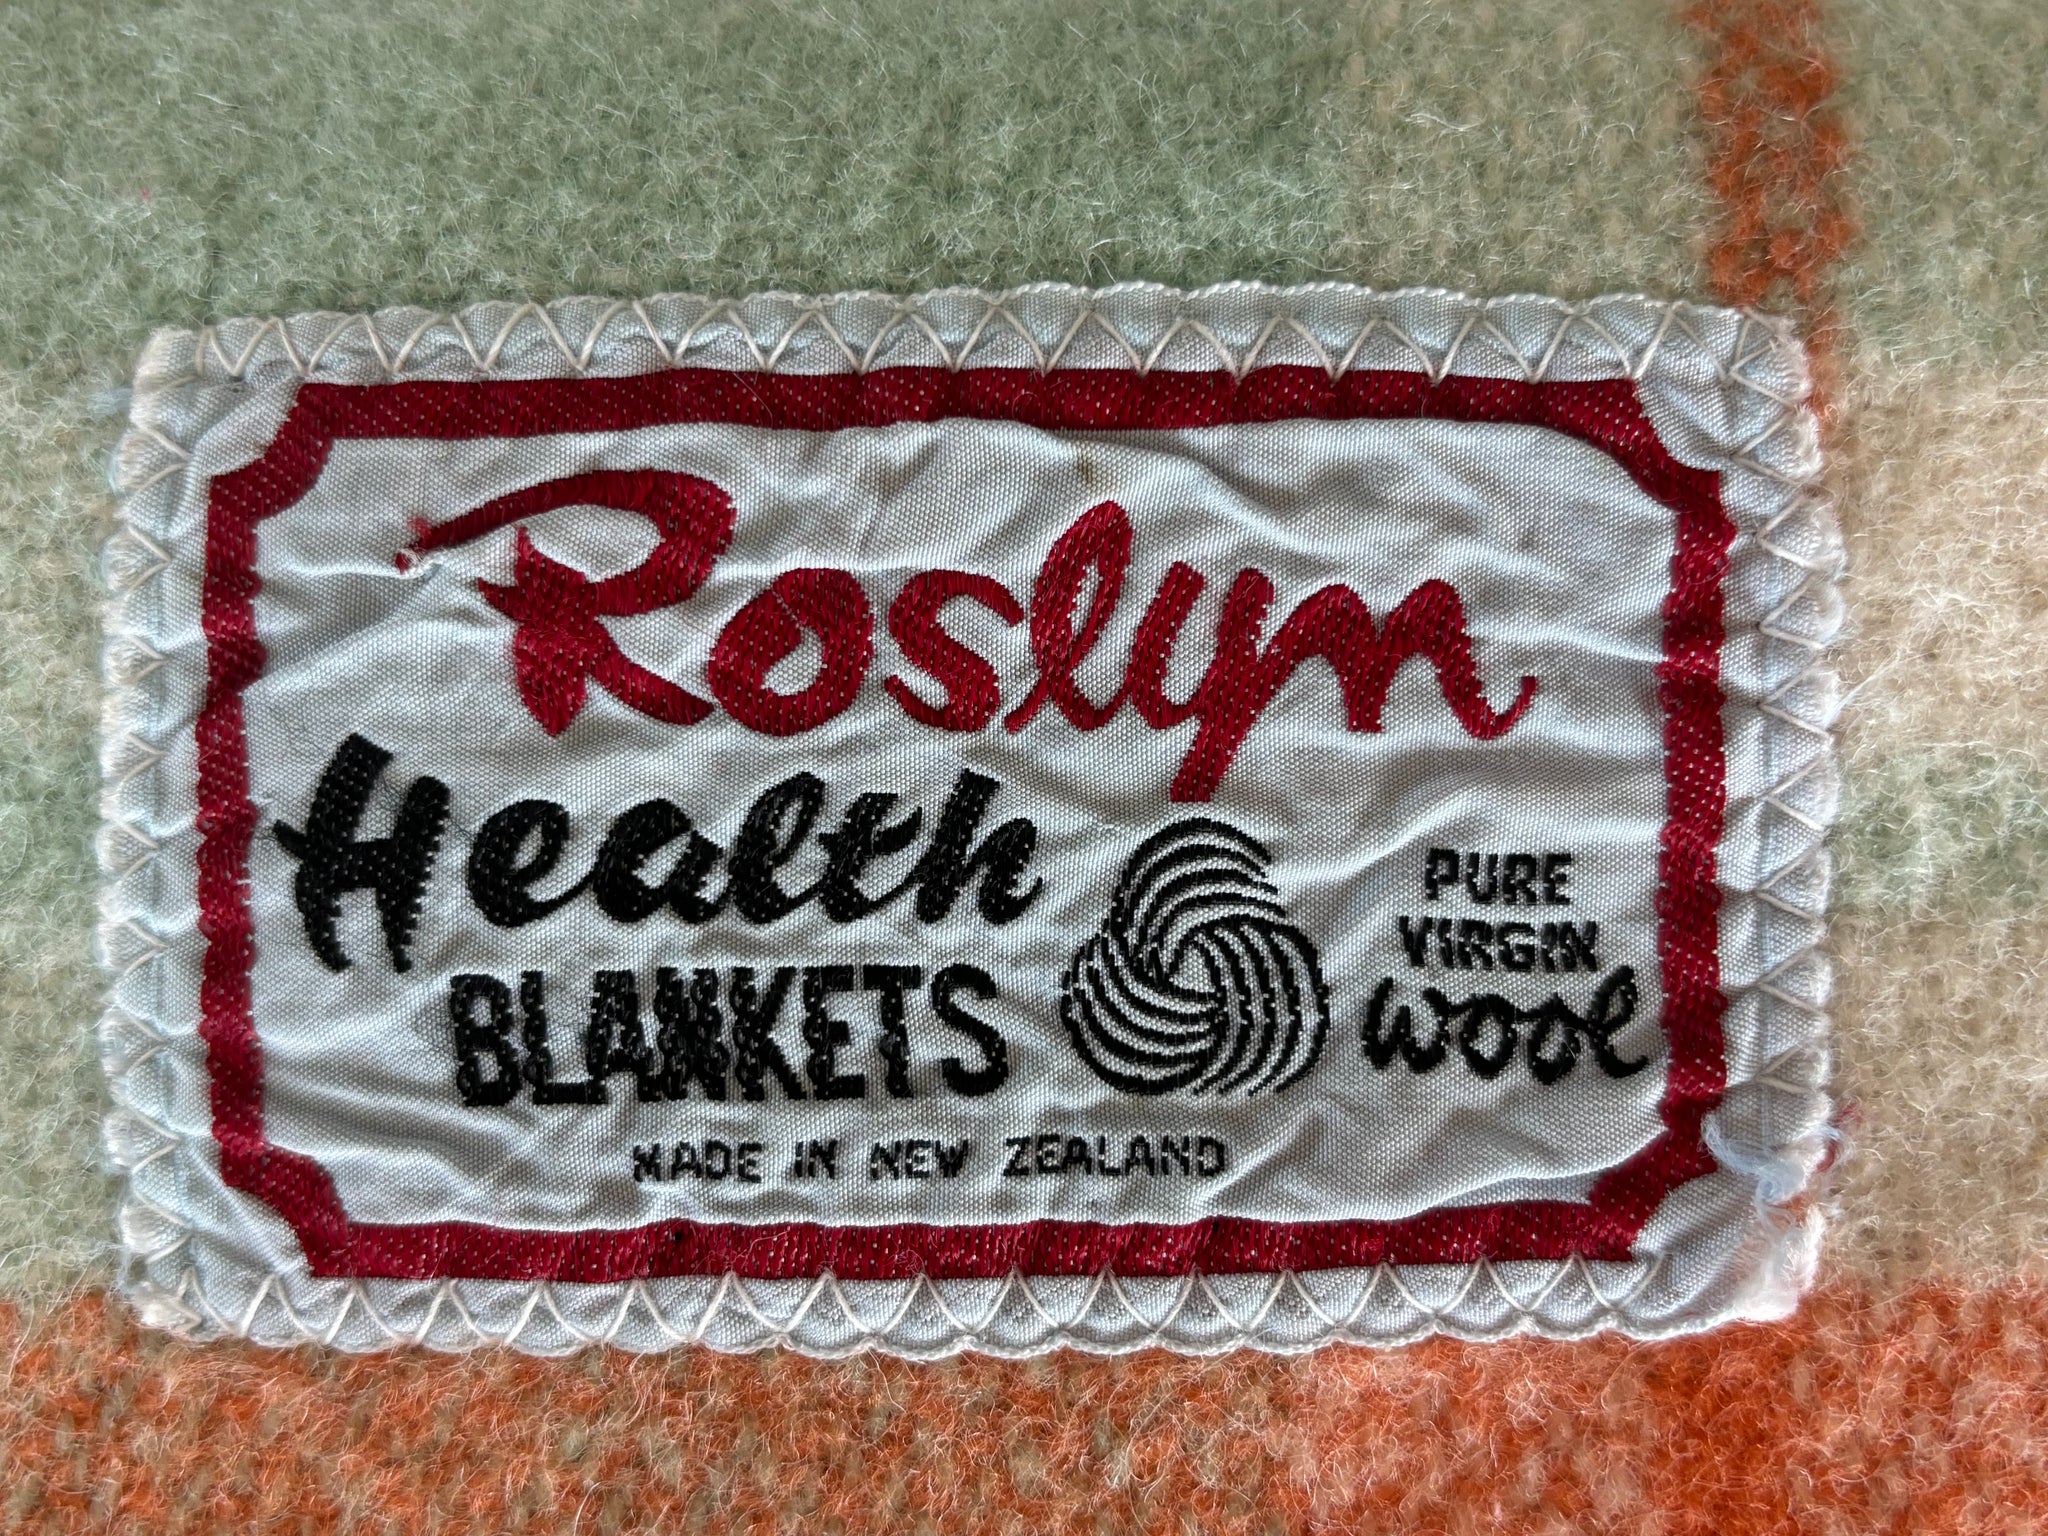 Roslyn
Health
BLANKETS
PURE
VIRGIN
wool
MADE IN NEW ZEALAND